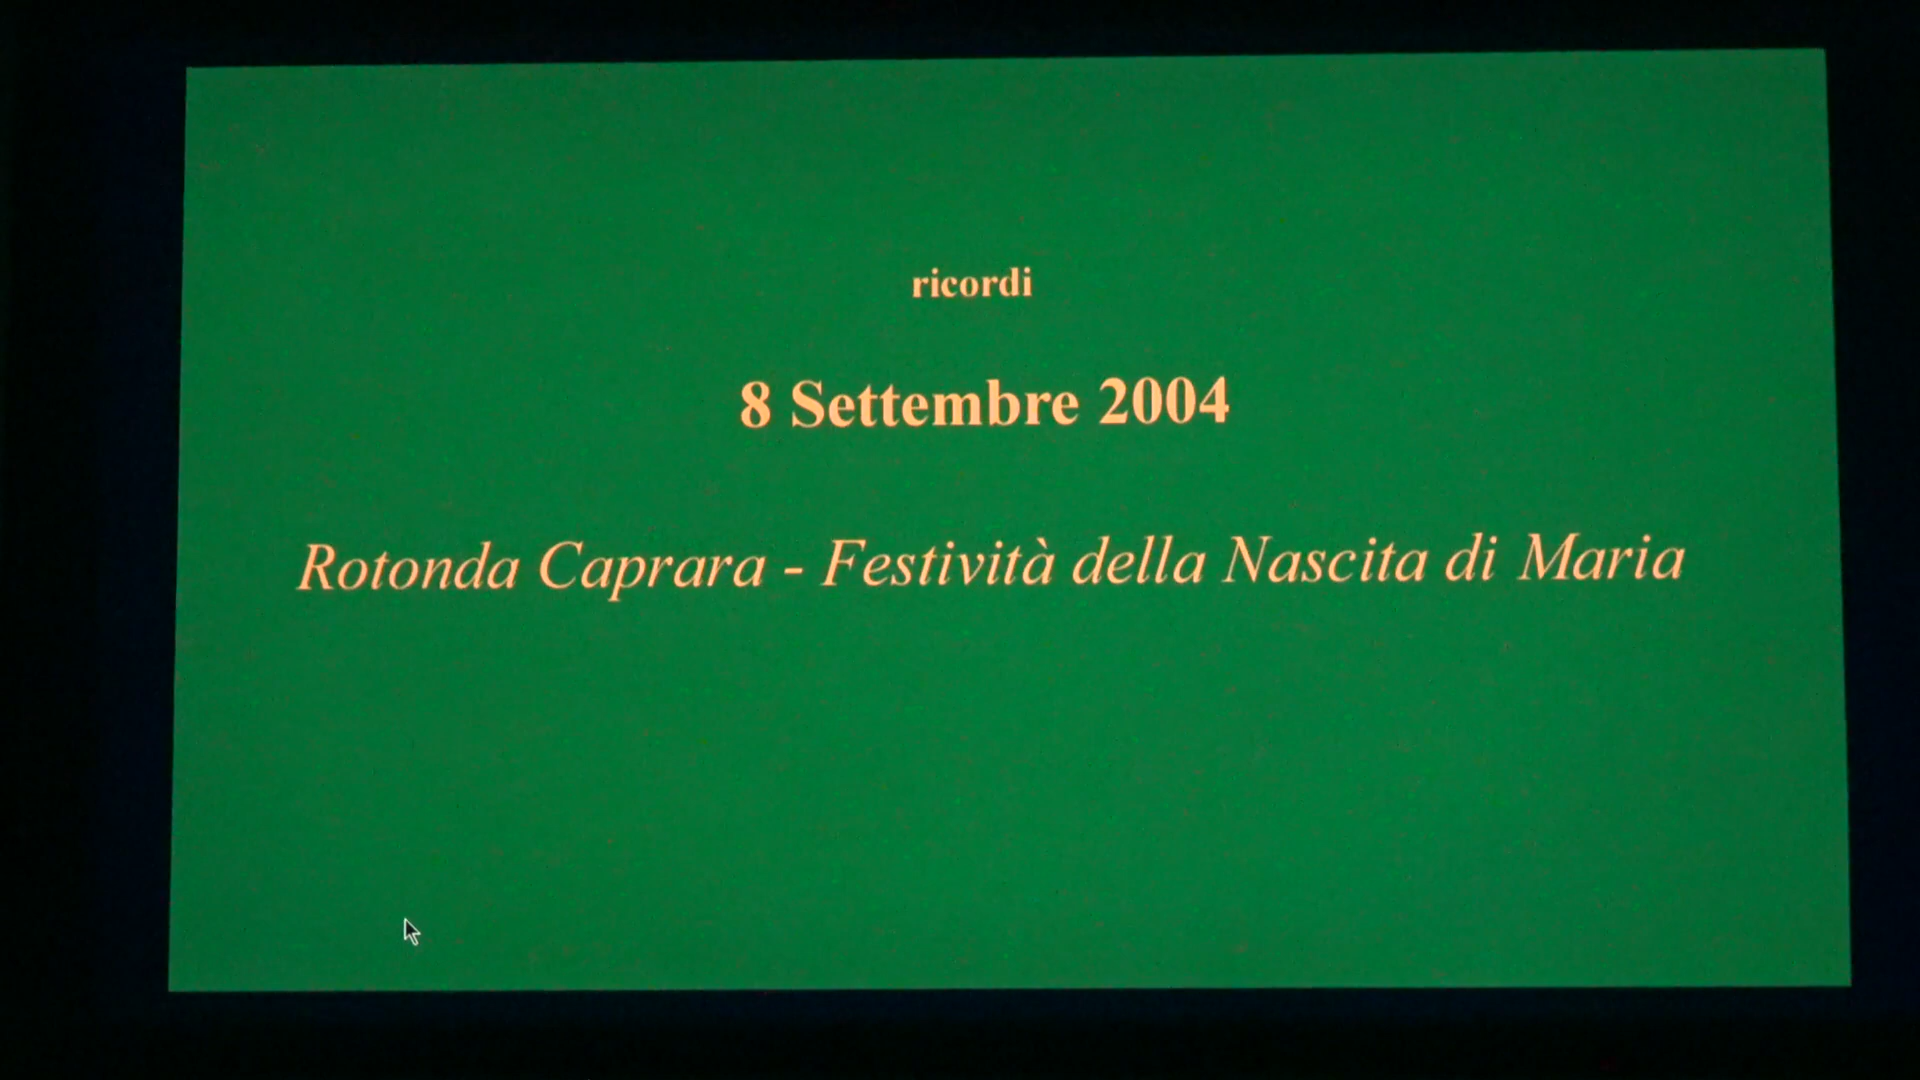 ricordi
8 Settembre 2004
Rotonda Caprara - Festività della Nascita di Maria